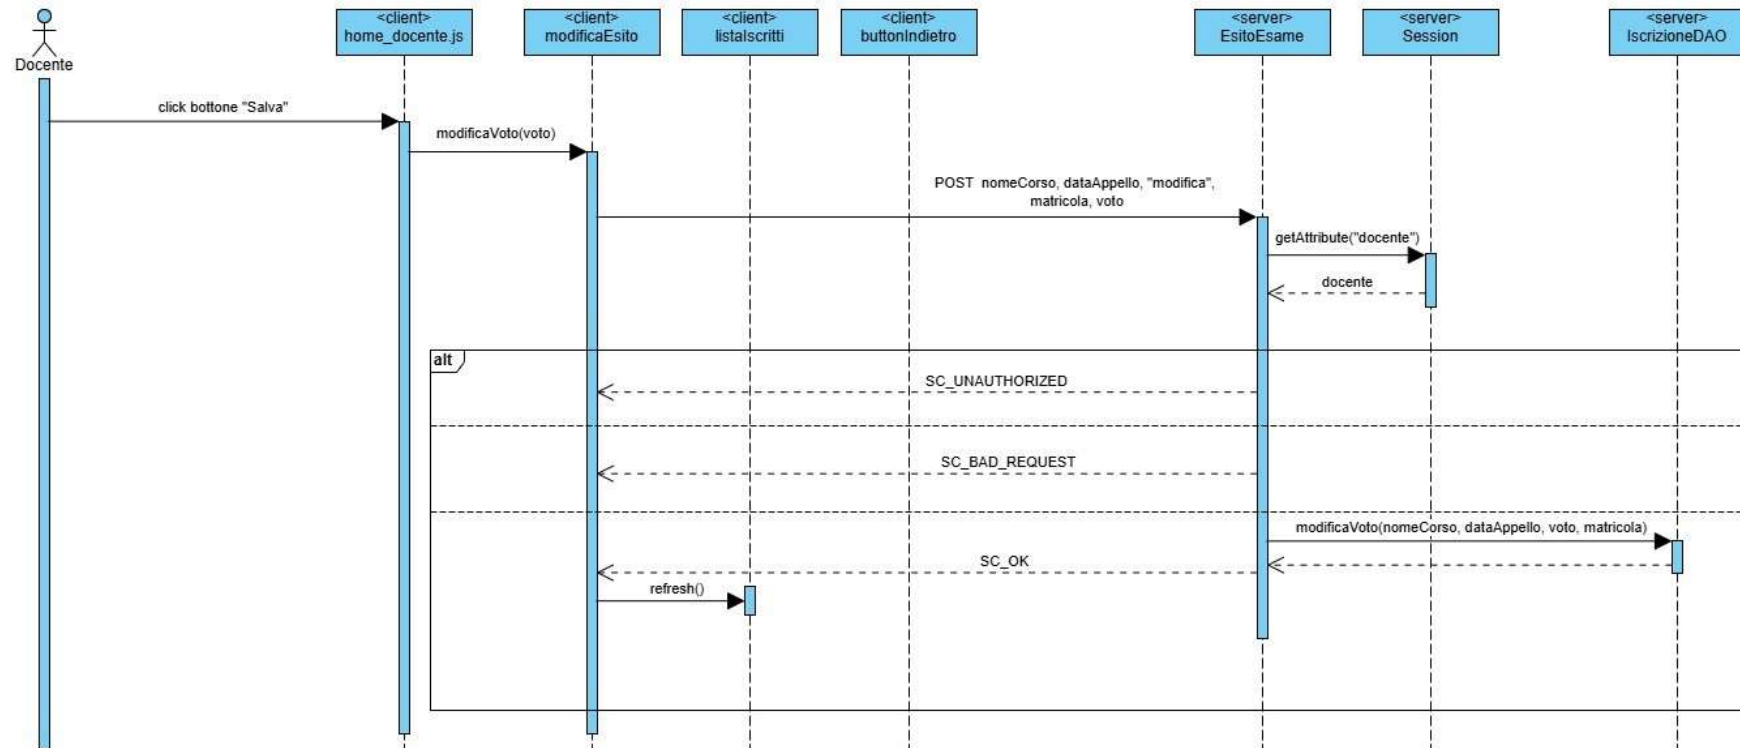 <client>
home_docente.js
<client>
modificaEsito
<client>
listaIscritti
<client>
buttonIndietro
<server>
EsitoEsame
<server>
Session
<server>
IscrizioneDAO
Docente
click bottone "Salva"
modificaVoto(voto)
POST nomeCorso, dataAppello, "modifica",
matricola, voto
getAttribute("docente")
docente
alt
SC_UNAUTHORIZED
SC_BAD_REQUEST
modificaVoto(nomeCorso, dataAppello, voto, matricola)
SC_OK
refresh()